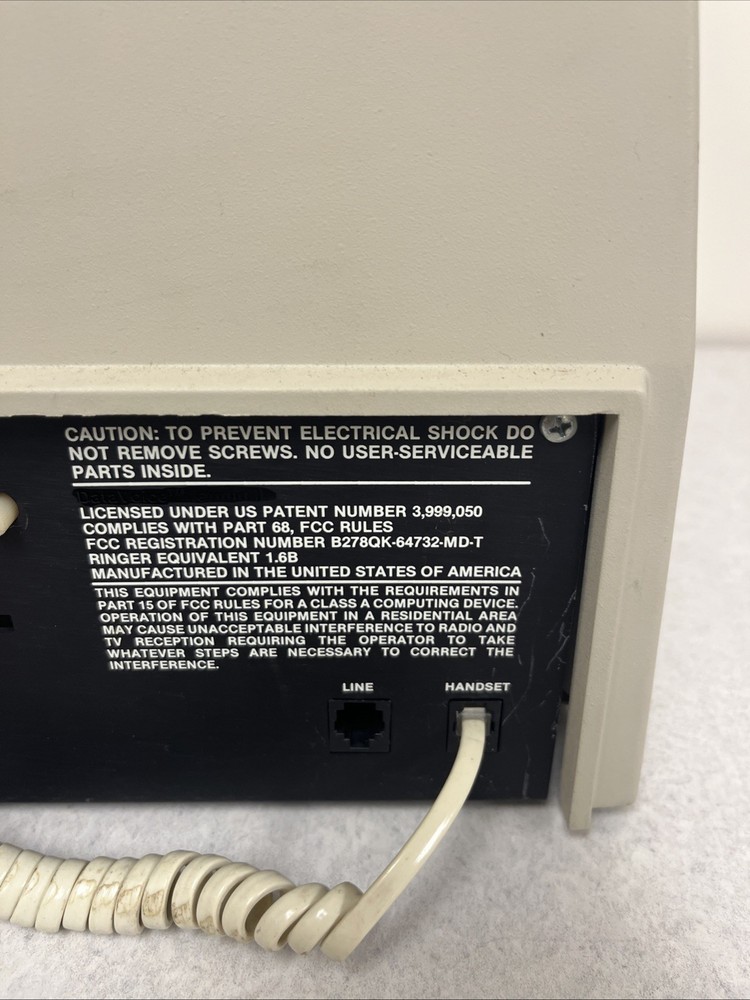 CAUTION: TO PREVENT ELECTRICAL SHOCK DO
NOT REMOVE SCREWS. NO USER-SERVICEABLE
PARTS INSIDE.
LICENSED UNDER US PATENT NUMBER 3,999,050
COMPLIES WITH PART 68, FCC RULES
FCC REGISTRATION NUMBER B278QK-64732-MD-T
RINGER EQUIVALENT 1.6B
MANUFACTURED IN THE UNITED STATES OF AMERICA
THIS EQUIPMENT COMPLIES WITH THE REQUIREMENTS IN
PART 15 OF FCC RULES FOR A CLASS A COMPUTING DEVICE.
OPERATION OF THIS EQUIPMENT IN A RESIDENTIAL AREA
MAY CAUSE UNACCEPTABLE INTERFERENCE TO RADIO AND
TV RECEPTION REQUIRING THE OPERATOR TO TAKE
WHATEVER STEPS ARE NECESSARY TO CORRECT THE
INTERFERENCE.
LINE HANDSET